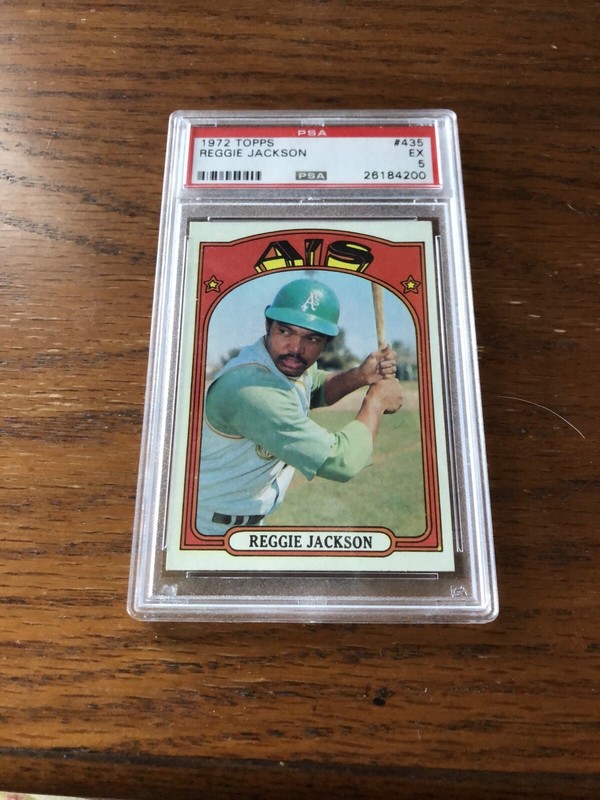 PSA
1972 TOPPS #435
REGGIE JACKSON EX
5
PSA 26184200
A'S
A's
REGGIE JACKSON